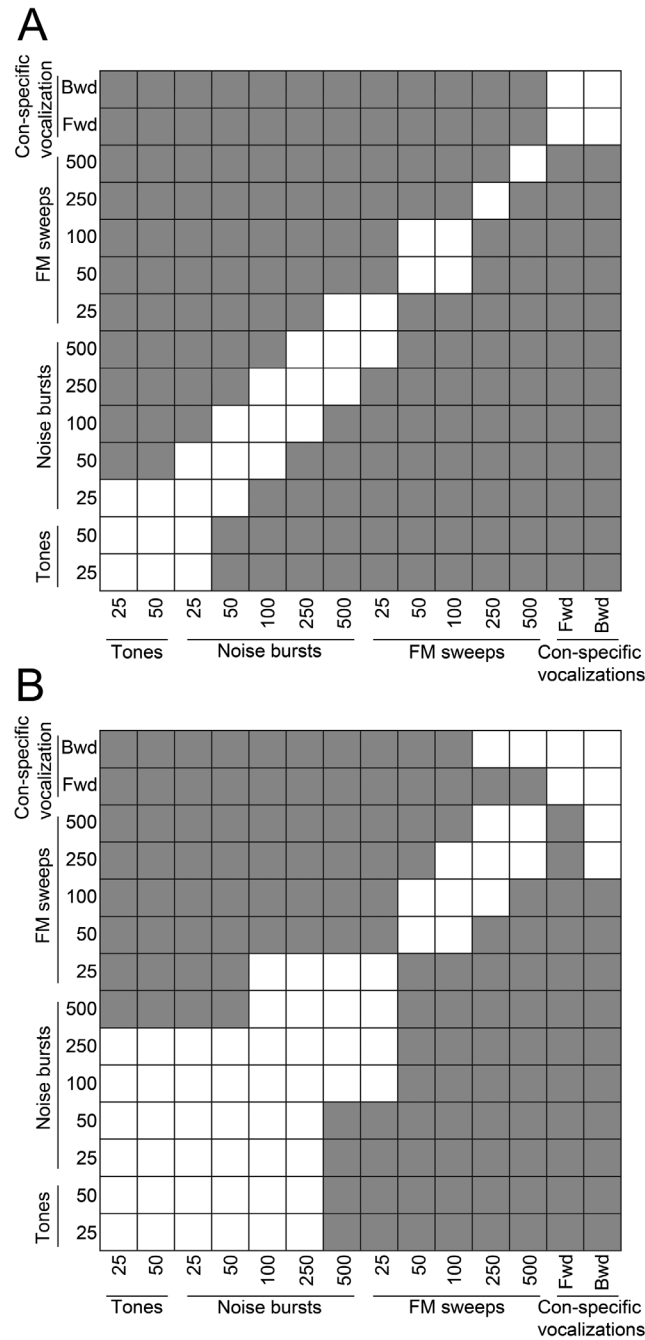 A
Con-specific
vocalization
Bwd
Fwd
FM sweeps
500
250
100
50
25
Noise bursts
500
250
100
50
25
Tones
50
25
25 50 25 50 100 250 500 25 50 100 250 500 Fwd Bwd
Tones Noise bursts FM sweeps Con-specific
vocalizations
B
Con-specific
vocalization
Bwd
Fwd
FM sweeps
500
250
100
50
25
Noise bursts
500
250
100
50
25
Tones
50
25
25 50 25 50 100 250 500 25 50 100 250 500 Fwd Bwd
Tones Noise bursts FM sweeps Con-specific
vocalizations